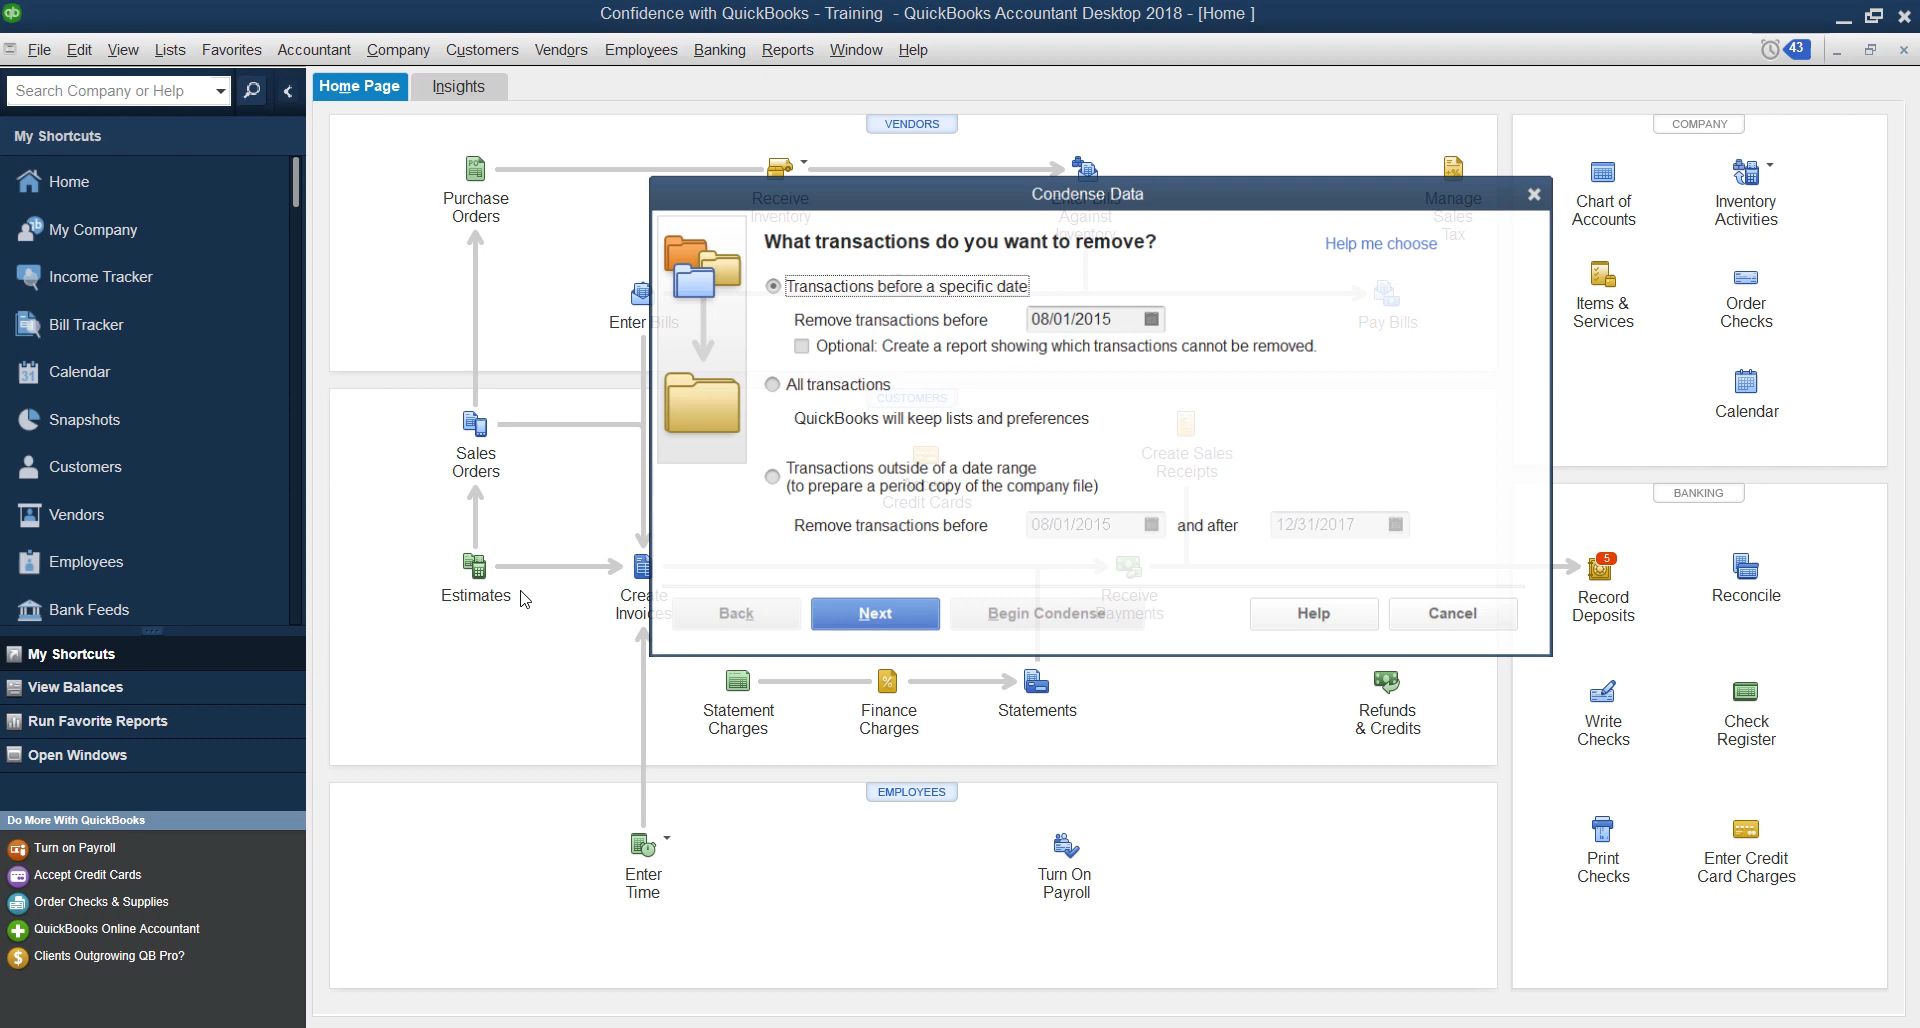 Confidence with QuickBooks - Training - QuickBooks Accountant Desktop 2018 - [Home ]
File Edit View Lists Favorites Accountant Company Customers Vendors Employees Banking Reports Window Help
43
Search Company or Help
Home Page Insights
My Shortcuts
Home
My Company
Income Tracker
Bill Tracker
Calendar
Snapshots
Customers
Vendors
Employees
Bank Feeds
My Shortcuts
View Balances
Run Favorite Reports
Open Windows
Do More With QuickBooks
Turn on Payroll
Accept Credit Cards
Order Checks & Supplies
QuickBooks Online Accountant
Clients Outgrowing QB Pro?
VENDORS
Purchase
Orders
Receive
Inventory
Enter Bills
Against
Inventory
Manage
Sales
Tax
Enter Bills
Pay Bills
Condense Data
What transactions do you want to remove?
Help me choose
Transactions before a specific date
Remove transactions before 08/01/2015
Optional: Create a report showing which transactions cannot be removed.
All transactions
QuickBooks will keep lists and preferences
Transactions outside of a date range
(to prepare a period copy of the company file)
Remove transactions before 08/01/2015 and after 12/31/2017
Back Next Begin Condense Help Cancel
CUSTOMERS
Sales
Orders
Credit Cards
Create Sales
Receipts
Estimates
Create
Invoices
Receive
Payments
Statement
Charges
Finance
Charges
Statements
Refunds
& Credits
EMPLOYEES
Enter
Time
Turn On
Payroll
COMPANY
Chart of
Accounts
Inventory
Activities
Items &
Services
Order
Checks
Calendar
BANKING
5
Record
Deposits
Reconcile
Write
Checks
Check
Register
Print
Checks
Enter Credit
Card Charges